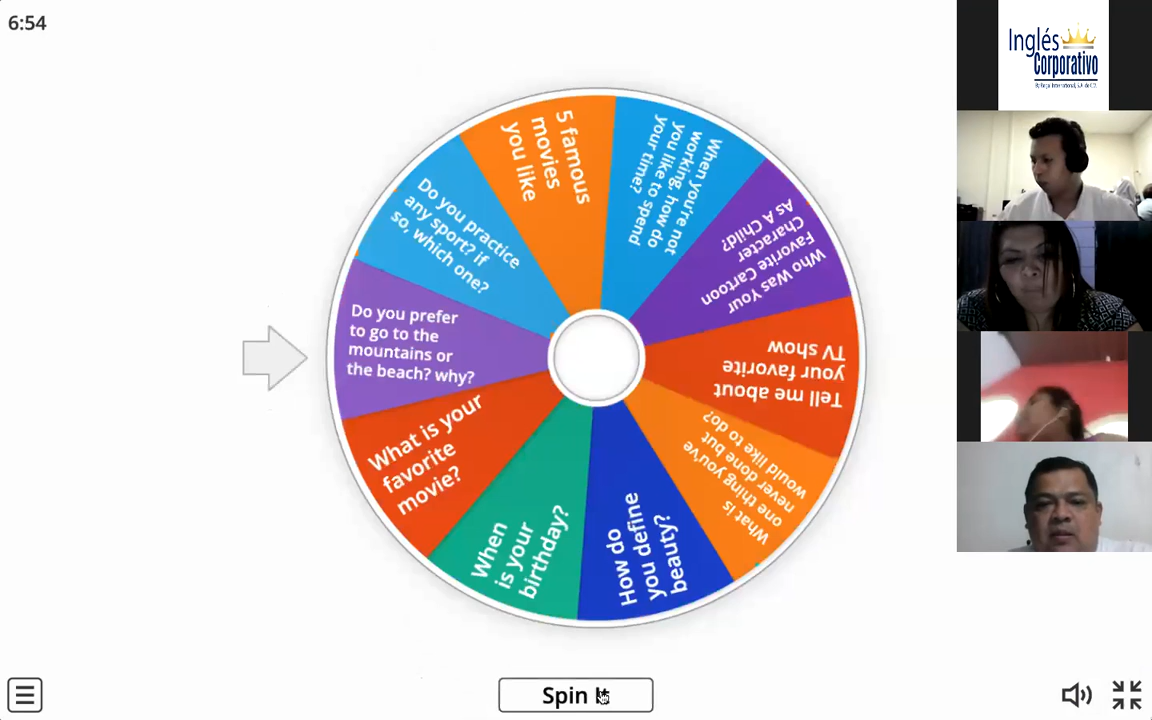 6:54
5 famous
movies
you like
When you're not
working, how do
you like to spend
your time?
Who Was Your
Favorite Cartoon
Character
As A Child?
Tell me about
your favorite
TV show
What is
one thing you've
never done but
would like to do?
How do
you define
beauty?
When
is your
birthday?
What is your
favorite
movie?
Do you prefer
to go to the
mountains or
the beach? why?
Do you practice
any sport? if
so, which one?
Spin It
Inglés
Corporativo